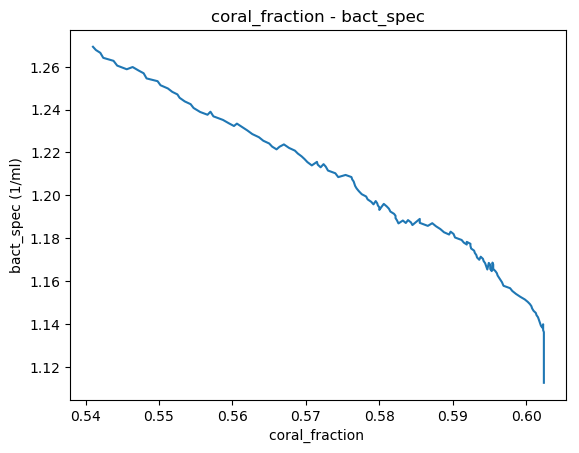 coral_fraction - bact_spec
bact_spec (1/ml)
1.26
1.24
1.22
1.20
1.18
1.16
1.14
1.12
0.54 0.55 0.56 0.57 0.58 0.59 0.60
coral_fraction